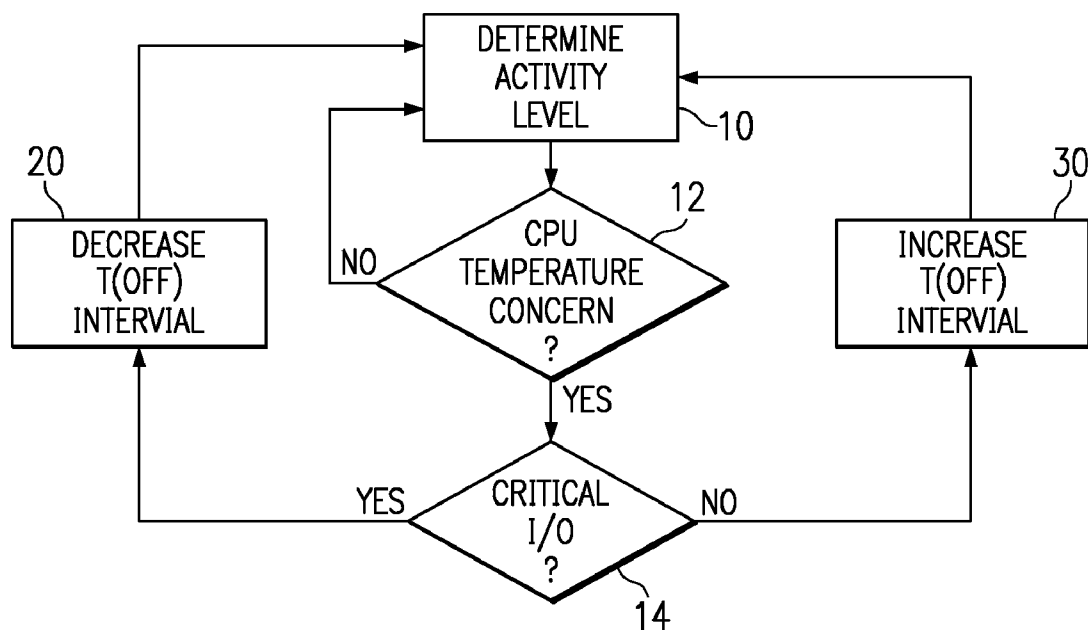 DETERMINE
ACTIVITY
LEVEL
10
20
DECREASE
T(OFF)
INTERVIAL
NO
12
CPU
TEMPERATURE
CONCERN
?
30
INCREASE
T(OFF)
INTERVIAL
YES
YES
CRITICAL
I/O
?
NO
14